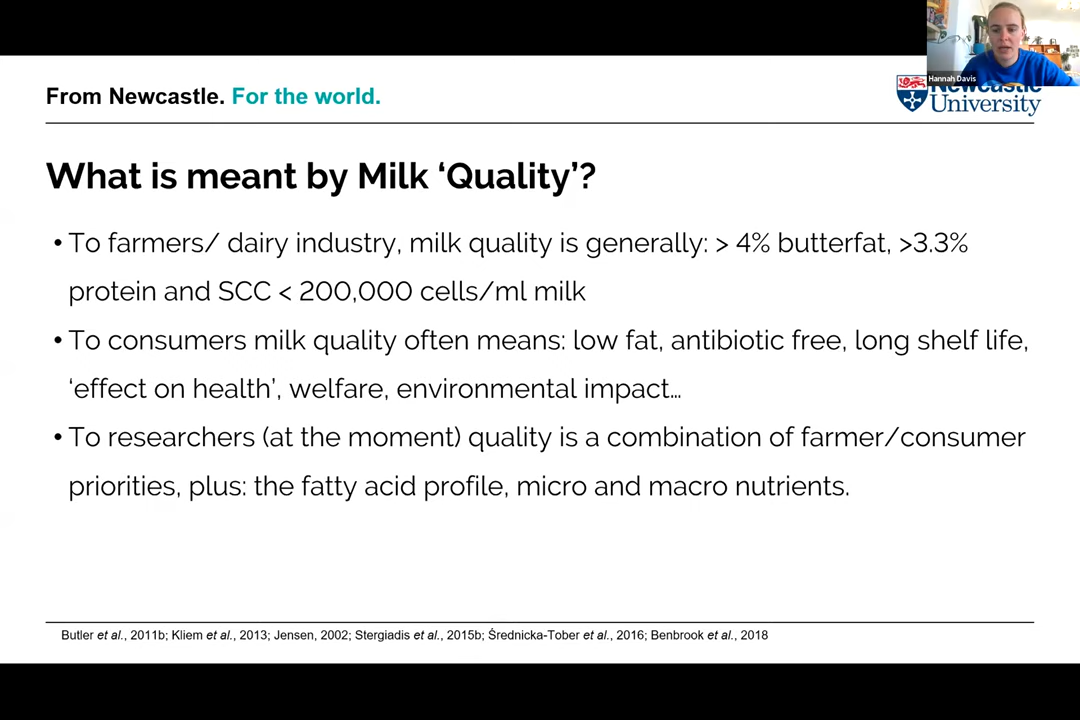 Hannah Davis
From Newcastle. For the world.
Newcastle
University
What is meant by Milk ‘Quality’?
• To farmers/ dairy industry, milk quality is generally: > 4% butterfat, >3.3%
protein and SCC < 200,000 cells/ml milk
• To consumers milk quality often means: low fat, antibiotic free, long shelf life,
‘effect on health’, welfare, environmental impact…
• To researchers (at the moment) quality is a combination of farmer/consumer
priorities, plus: the fatty acid profile, micro and macro nutrients.
Butler et al., 2011b; Kliem et al., 2013; Jensen, 2002; Stergiadis et al., 2015b; Średnicka-Tober et al., 2016; Benbrook et al., 2018